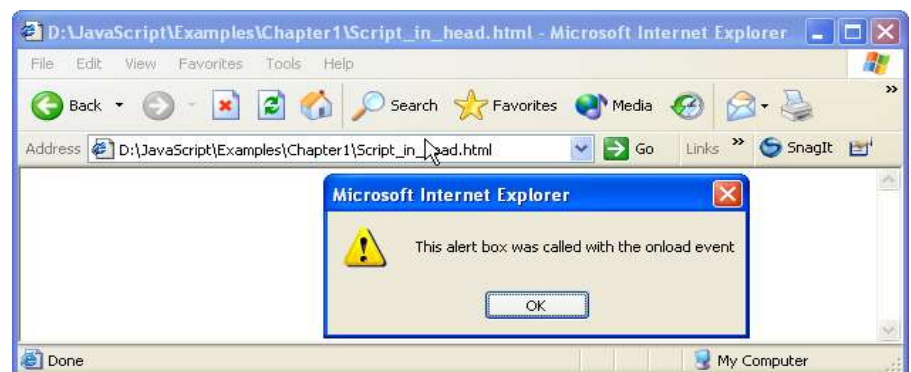 D:\JavaScript\Examples\Chapter1\Script_in_head.html - Microsoft Internet Explorer
File Edit View Favorites Tools Help
Back Search Favorites Media »
Address D:\JavaScript\Examples\Chapter1\Script_in_head.html Go Links » SnagIt
Microsoft Internet Explorer
This alert box was called with the onload event
OK
Done My Computer